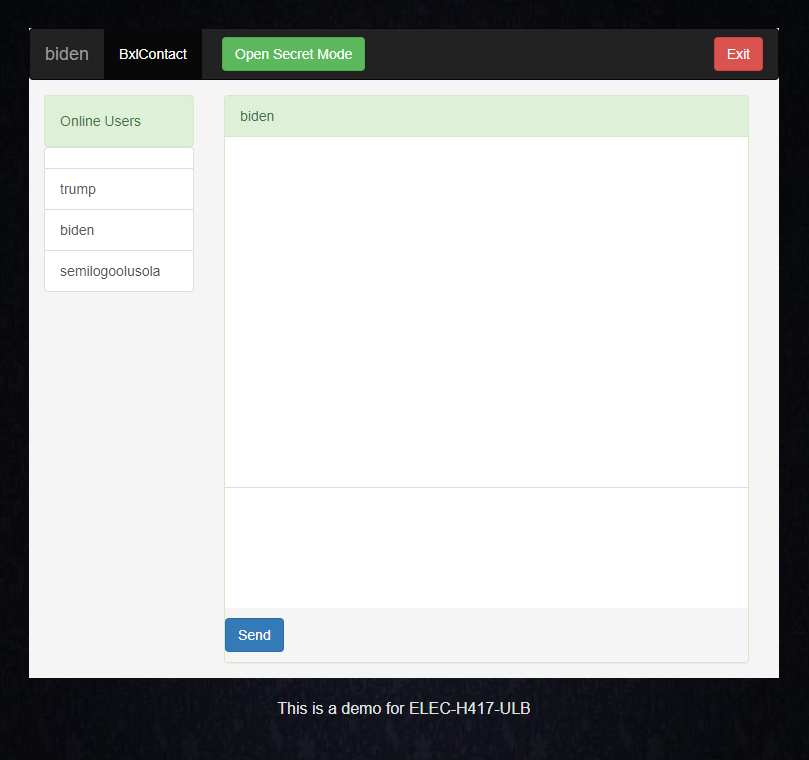 biden BxlContact Open Secret Mode Exit
Online Users
trump
biden
semilogoolusola
biden
Send
This is a demo for ELEC-H417-ULB